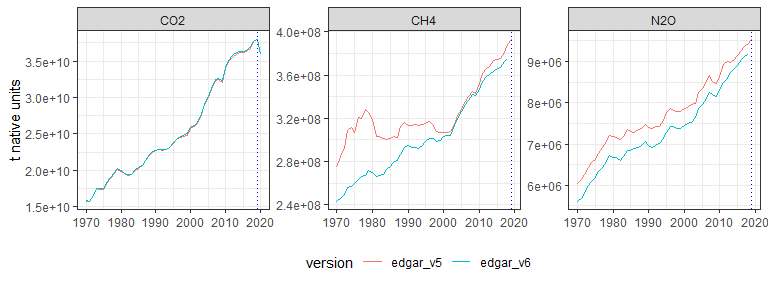 CO2 CH4 N2O
t native units
3.5e+10
3.0e+10
2.5e+10
2.0e+10
1.5e+10
1970 1980 1990 2000 2010 2020
4.0e+08
3.6e+08
3.2e+08
2.8e+08
2.4e+08
1970 1980 1990 2000 2010 2020
9e+06
8e+06
7e+06
6e+06
1970 1980 1990 2000 2010 2020
version edgar_v5 edgar_v6